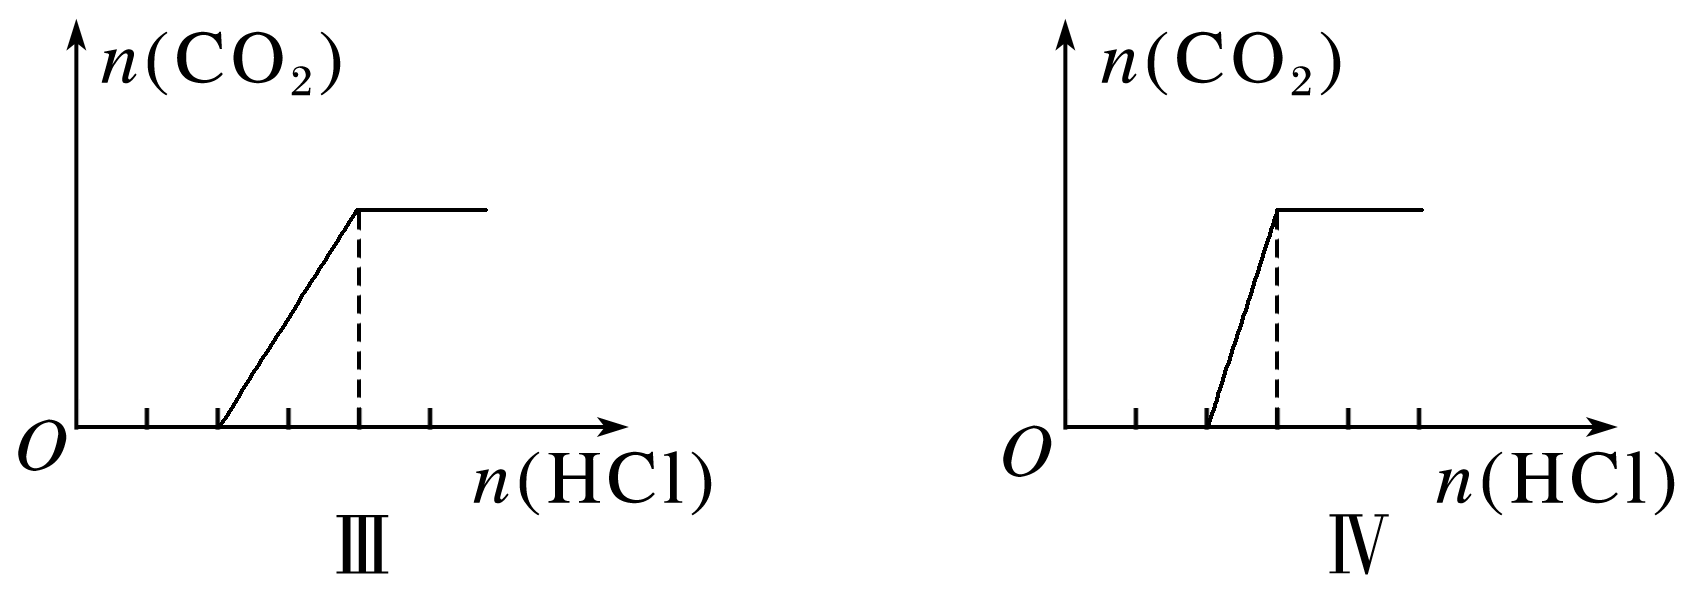 n(CO₂)
O
n(HCl)
Ⅲ
n(CO₂)
O
n(HCl)
Ⅳ